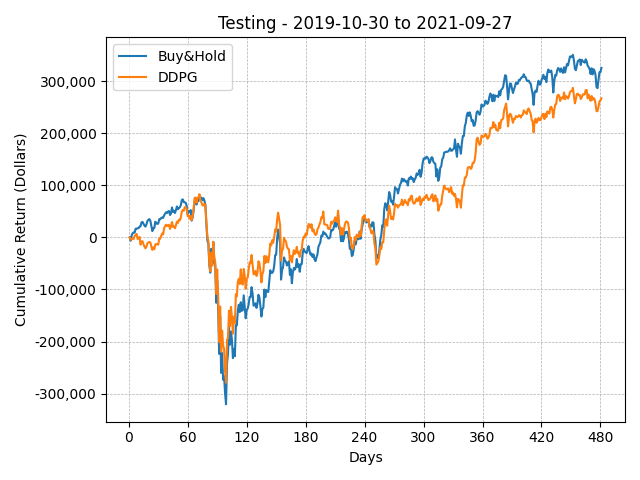 Testing - 2019-10-30 to 2021-09-27
Buy&Hold
DDPG
Cumulative Return (Dollars)
300,000
200,000
100,000
0
-100,000
-200,000
-300,000
0 60 120 180 240 300 360 420 480
Days